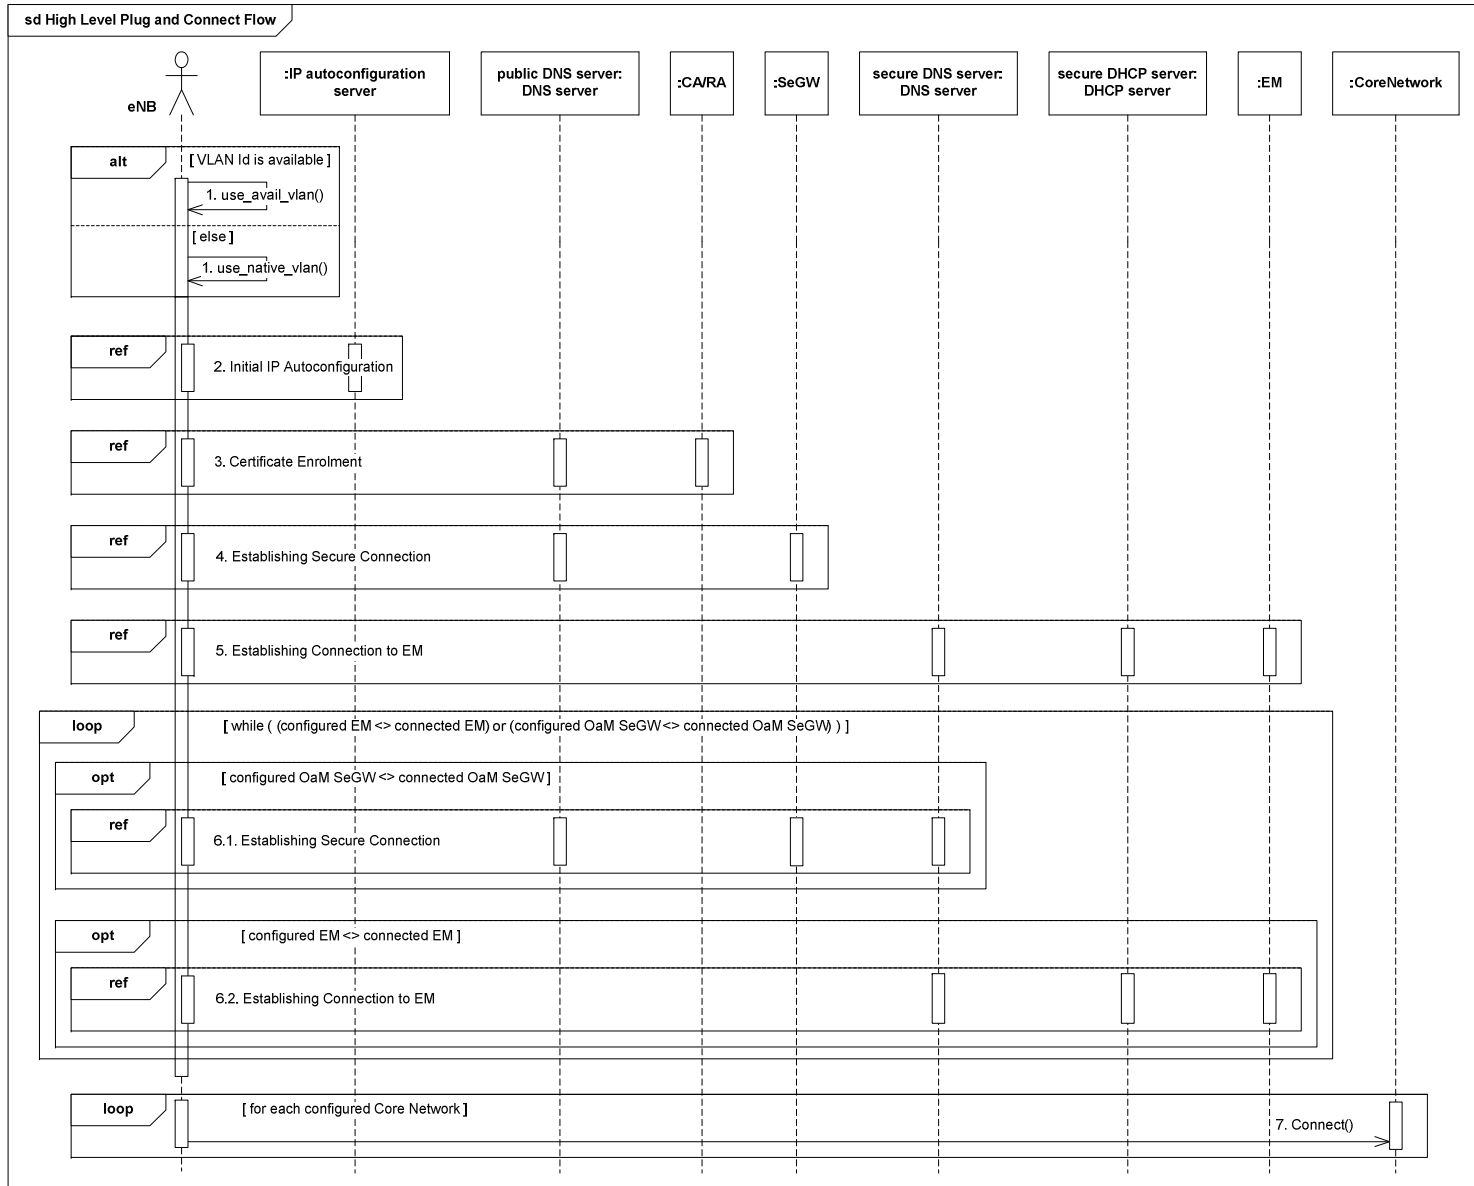 sd High Level Plug and Connect Flow
eNB
:IP autoconfiguration
server
public DNS server:
DNS server
:CA/RA
:SeGW
secure DNS server:
DNS server
secure DHCP server:
DHCP server
:EM
:CoreNetwork
alt
[ VLAN Id is available ]
1. use_avail_vlan()
[ else ]
1. use_native_vlan()
ref
2. Initial IP Autoconfiguration
ref
3. Certificate Enrolment
ref
4. Establishing Secure Connection
ref
5. Establishing Connection to EM
loop
[ while ( (configured EM <> connected EM) or (configured OaM SeGW <> connected OaM SeGW) ) ]
opt
[ configured OaM SeGW <> connected OaM SeGW ]
ref
6.1. Establishing Secure Connection
opt
[ configured EM <> connected EM ]
ref
6.2. Establishing Connection to EM
loop
[ for each configured Core Network ]
7. Connect()